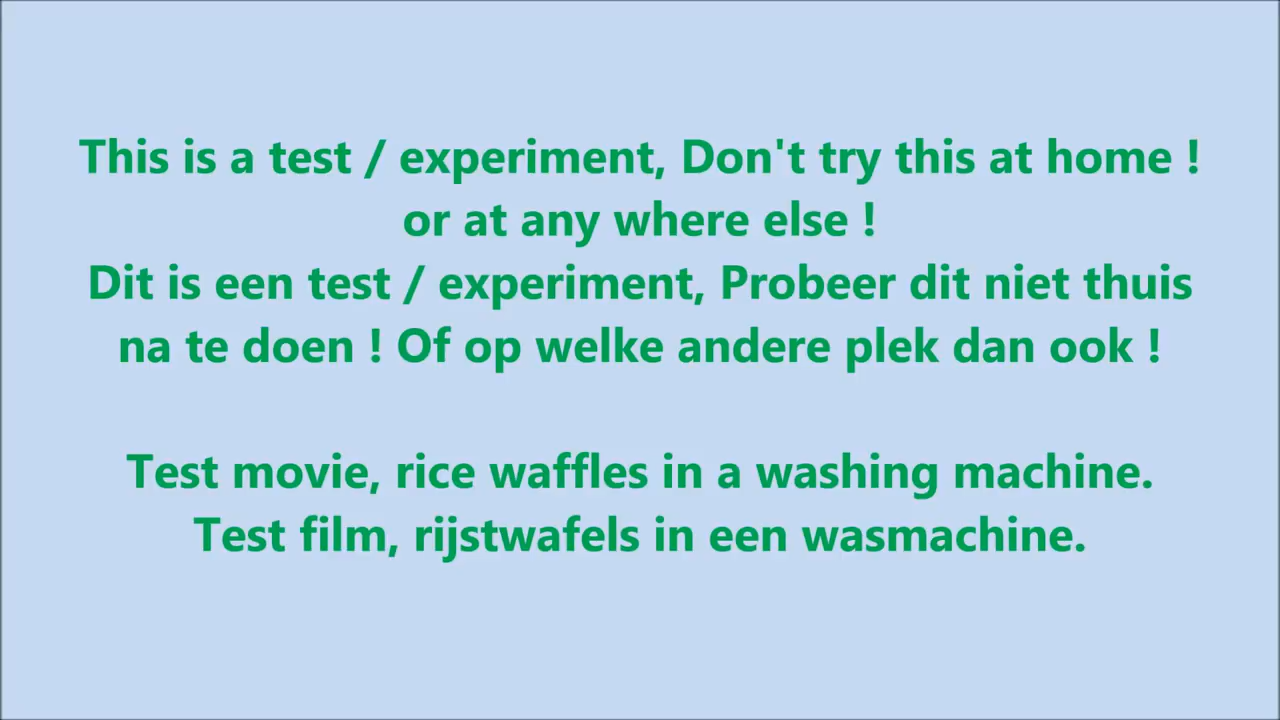 This is a test / experiment, Don't try this at home !
or at any where else !
Dit is een test / experiment, Probeer dit niet thuis
na te doen ! Of op welke andere plek dan ook !
Test movie, rice waffles in a washing machine.
Test film, rijstwafels in een wasmachine.